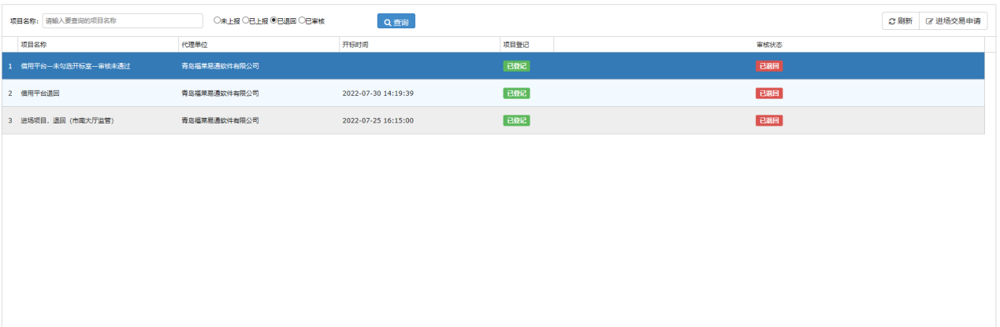 项目名称: 请输入要查询的项目名称 未上报 已上报 已退回 已审核 查询 刷新 进场交易申请
项目名称 代理单位 开标时间 项目登记 审核状态
1 借用平台—未勾选开标室—审核未通过 青岛福莱易通软件有限公司 已登记 已退回
2 借用平台退回 青岛福莱易通软件有限公司 2022-07-30 14:19:39 已登记 已退回
3 进场项目，退回（市南大厅监管） 青岛福莱易通软件有限公司 2022-07-25 16:15:00 已登记 已退回